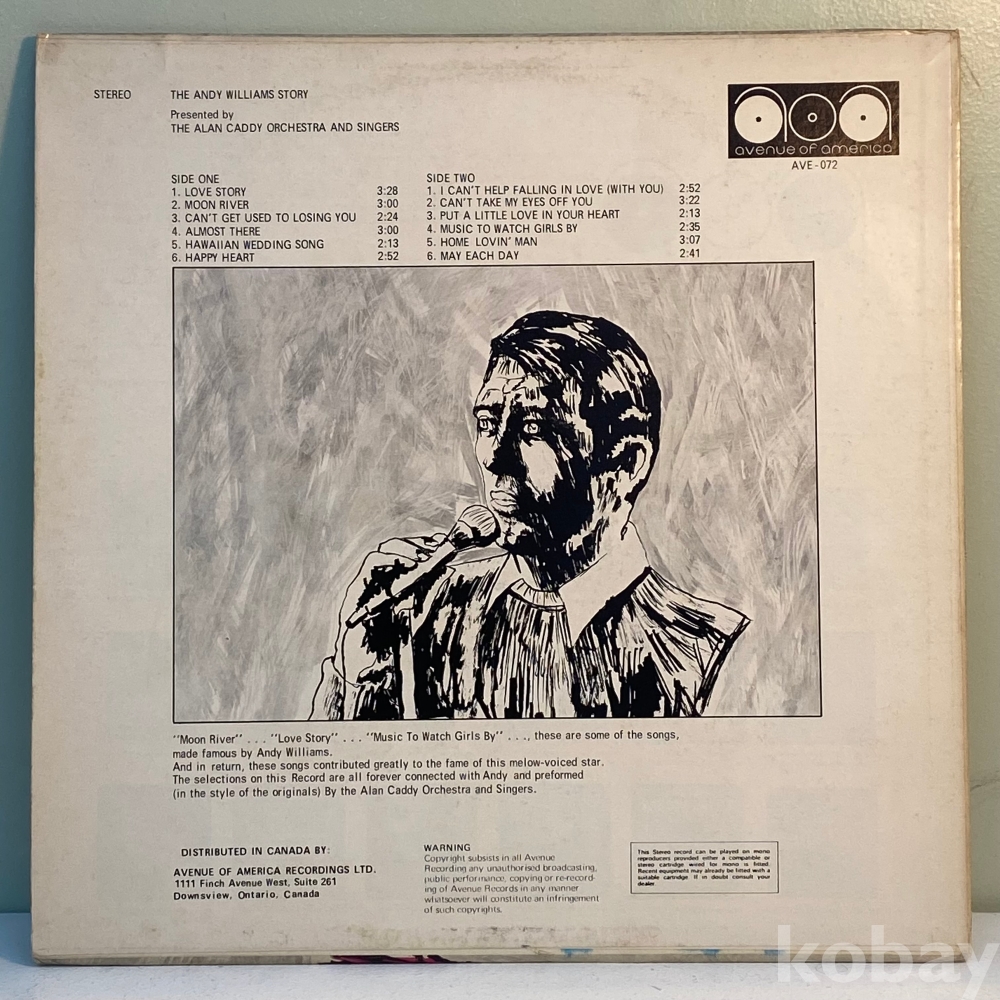 STEREO
THE ANDY WILLIAMS STORY
Presented by
THE ALAN CADDY ORCHESTRA AND SINGERS
avenue of america
AVE-072
SIDE ONE
1. LOVE STORY 3:28
2. MOON RIVER 3:00
3. CAN'T GET USED TO LOSING YOU 2:24
4. ALMOST THERE 3:00
5. HAWAIIAN WEDDING SONG 2:13
6. HAPPY HEART 2:52
SIDE TWO
1. I CAN'T HELP FALLING IN LOVE (WITH YOU) 2:52
2. CAN'T TAKE MY EYES OFF YOU 3:22
3. PUT A LITTLE LOVE IN YOUR HEART 2:13
4. MUSIC TO WATCH GIRLS BY 2:35
5. HOME LOVIN' MAN 3:07
6. MAY EACH DAY 2:41
"Moon River" . . . "Love Story" . . . "Music To Watch Girls By" . . ., these are some of the songs,
made famous by Andy Williams.
And in return, these songs contributed greatly to the fame of this melow-voiced star.
The selections on this Record are all forever connected with Andy and preformed
(in the style of the originals) By the Alan Caddy Orchestra and Singers.
DISTRIBUTED IN CANADA BY:
AVENUE OF AMERICA RECORDINGS LTD.
1111 Finch Avenue West, Suite 261
Downsview, Ontario, Canada
WARNING
Copyright subsists in all Avenue
Recording any unauthorised broadcasting,
public performance, copying or re-record-
ing of Avenue Records in any manner
whatsoever will constitute an infringement
of such copyrights.
This Stereo record can be played on mono
reproducers provided either a compatible or
stereo cartridge wired for mono is fitted.
Recent equipment may already be fitted with a
suitable cartridge. If in doubt consult your
dealer.
kobay